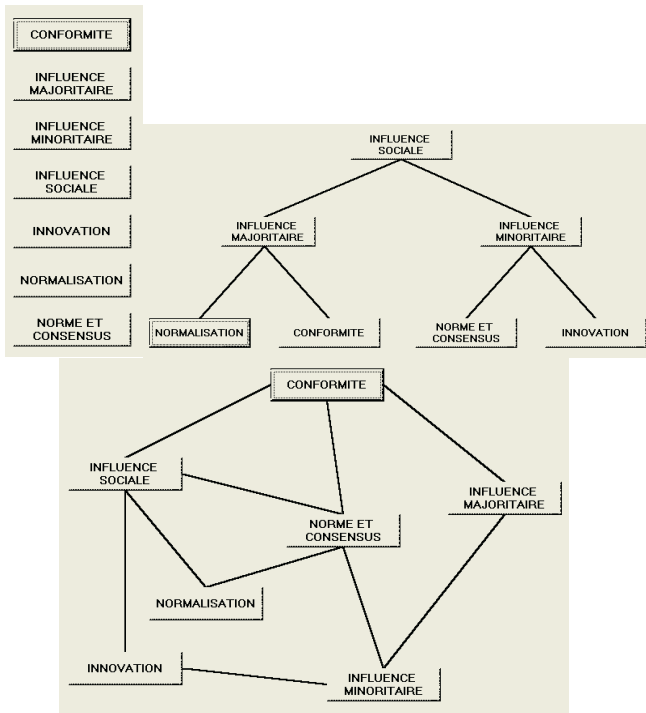 CONFORMITE
INFLUENCE
MAJORITAIRE
INFLUENCE
MINORITAIRE
INFLUENCE
SOCIALE
INNOVATION
NORMALISATION
NORME ET
CONSENSUS
INFLUENCE
SOCIALE
INFLUENCE
MAJORITAIRE
INFLUENCE
MINORITAIRE
NORMALISATION
CONFORMITE
NORME ET
CONSENSUS
INNOVATION
CONFORMITE
INFLUENCE
SOCIALE
INFLUENCE
MAJORITAIRE
NORME ET
CONSENSUS
NORMALISATION
INNOVATION
INFLUENCE
MINORITAIRE